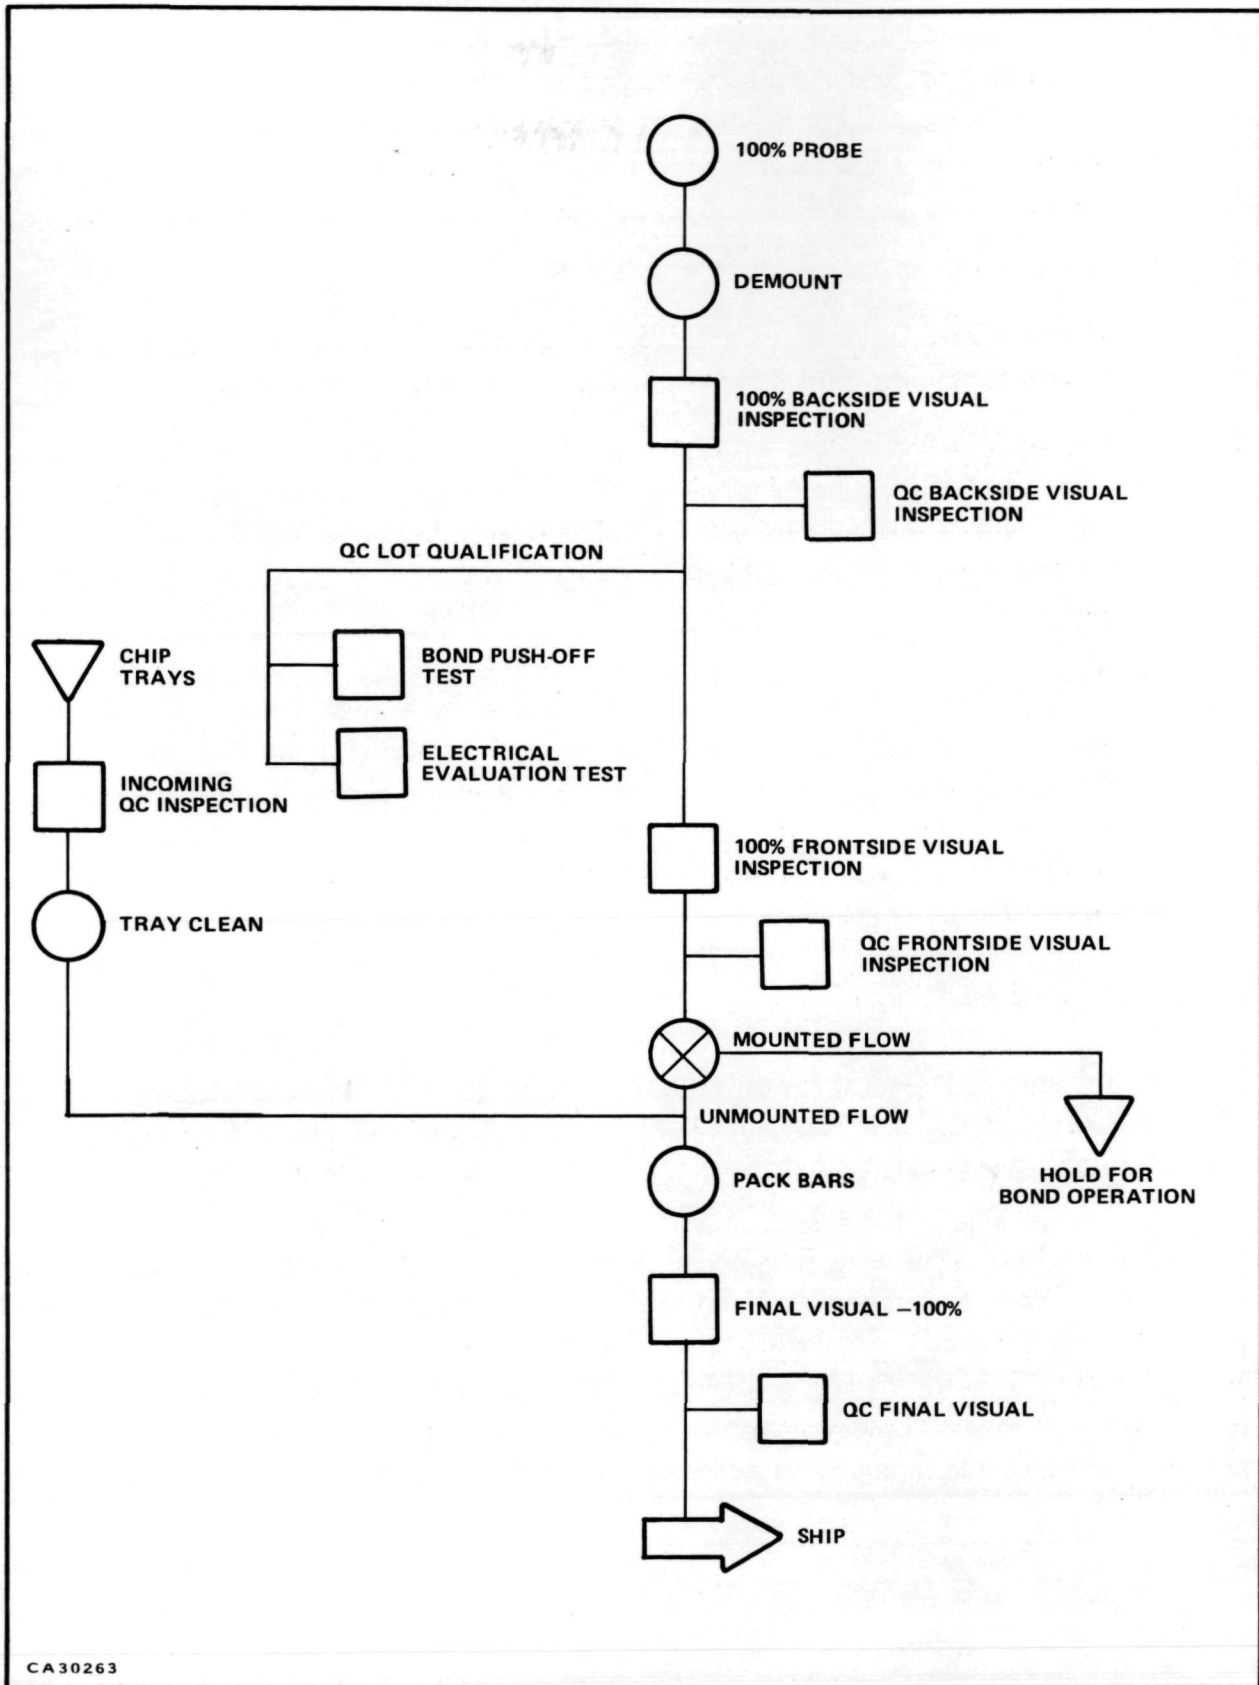 100% PROBE
DEMOUNT
100% BACKSIDE VISUAL
INSPECTION
QC BACKSIDE VISUAL
INSPECTION
QC LOT QUALIFICATION
CHIP
TRAYS
BOND PUSH-OFF
TEST
ELECTRICAL
EVALUATION TEST
INCOMING
QC INSPECTION
100% FRONTSIDE VISUAL
INSPECTION
TRAY CLEAN
QC FRONTSIDE VISUAL
INSPECTION
MOUNTED FLOW
UNMOUNTED FLOW
PACK BARS
HOLD FOR
BOND OPERATION
FINAL VISUAL –100%
QC FINAL VISUAL
SHIP
CA30263